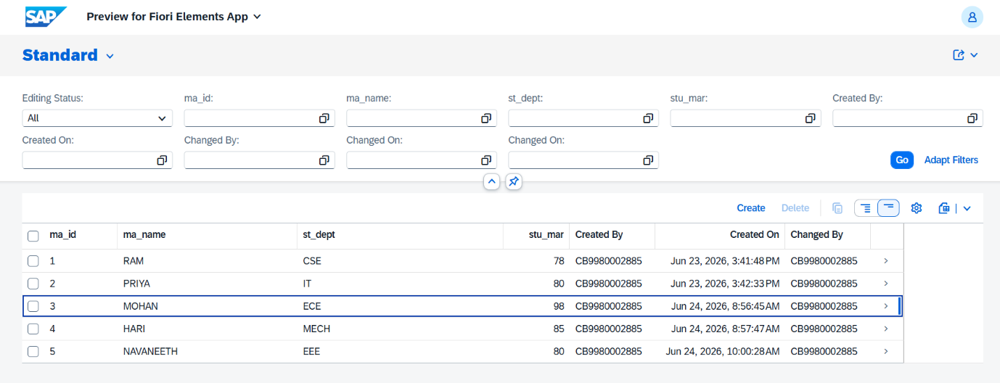 SAP Preview for Fiori Elements App
Standard
Editing Status: ma_id: ma_name: st_dept: stu_mar: Created By:
All
Created On: Changed By: Changed On: Changed On:
Go Adapt Filters
Create Delete
ma_id ma_name st_dept stu_mar Created By Created On Changed By
1 RAM CSE 78 CB9980002885 Jun 23, 2026, 3:41:48 PM CB9980002885
2 PRIYA IT 80 CB9980002885 Jun 23, 2026, 3:42:33 PM CB9980002885
3 MOHAN ECE 98 CB9980002885 Jun 24, 2026, 8:56:45 AM CB9980002885
4 HARI MECH 85 CB9980002885 Jun 24, 2026, 8:57:47 AM CB9980002885
5 NAVANEETH EEE 80 CB9980002885 Jun 24, 2026, 10:00:28 AM CB9980002885